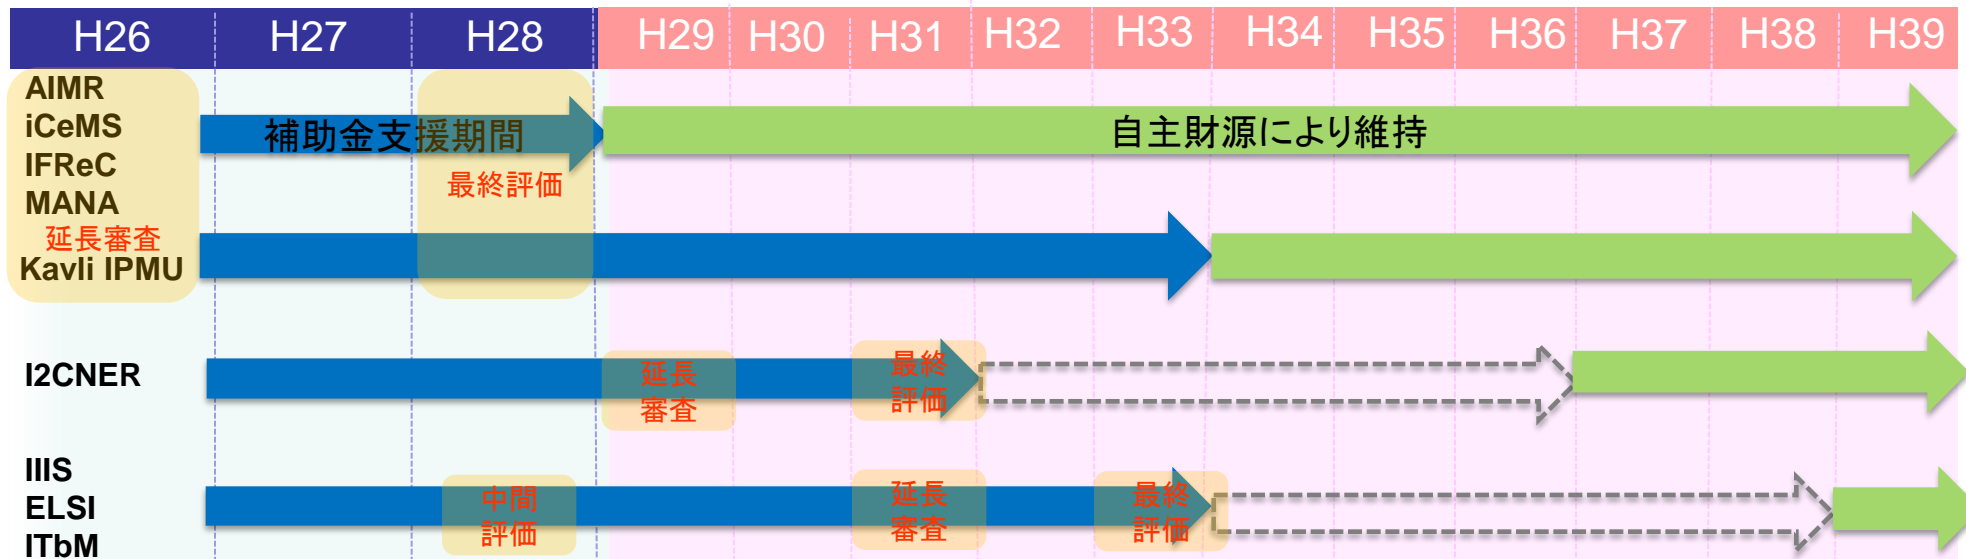 H26 H27 H28 H29 H30 H31 H32 H33 H34 H35 H36 H37 H38 H39
AIMR
iCeMS
IFReC
MANA
延長審査
Kavli IPMU
補助金支援期間
最終評価
自主財源により維持
I2CNER
延長
審査
最終
評価
IIIS
ELSI
ITbM
中間
評価
延長
審査
最終
評価